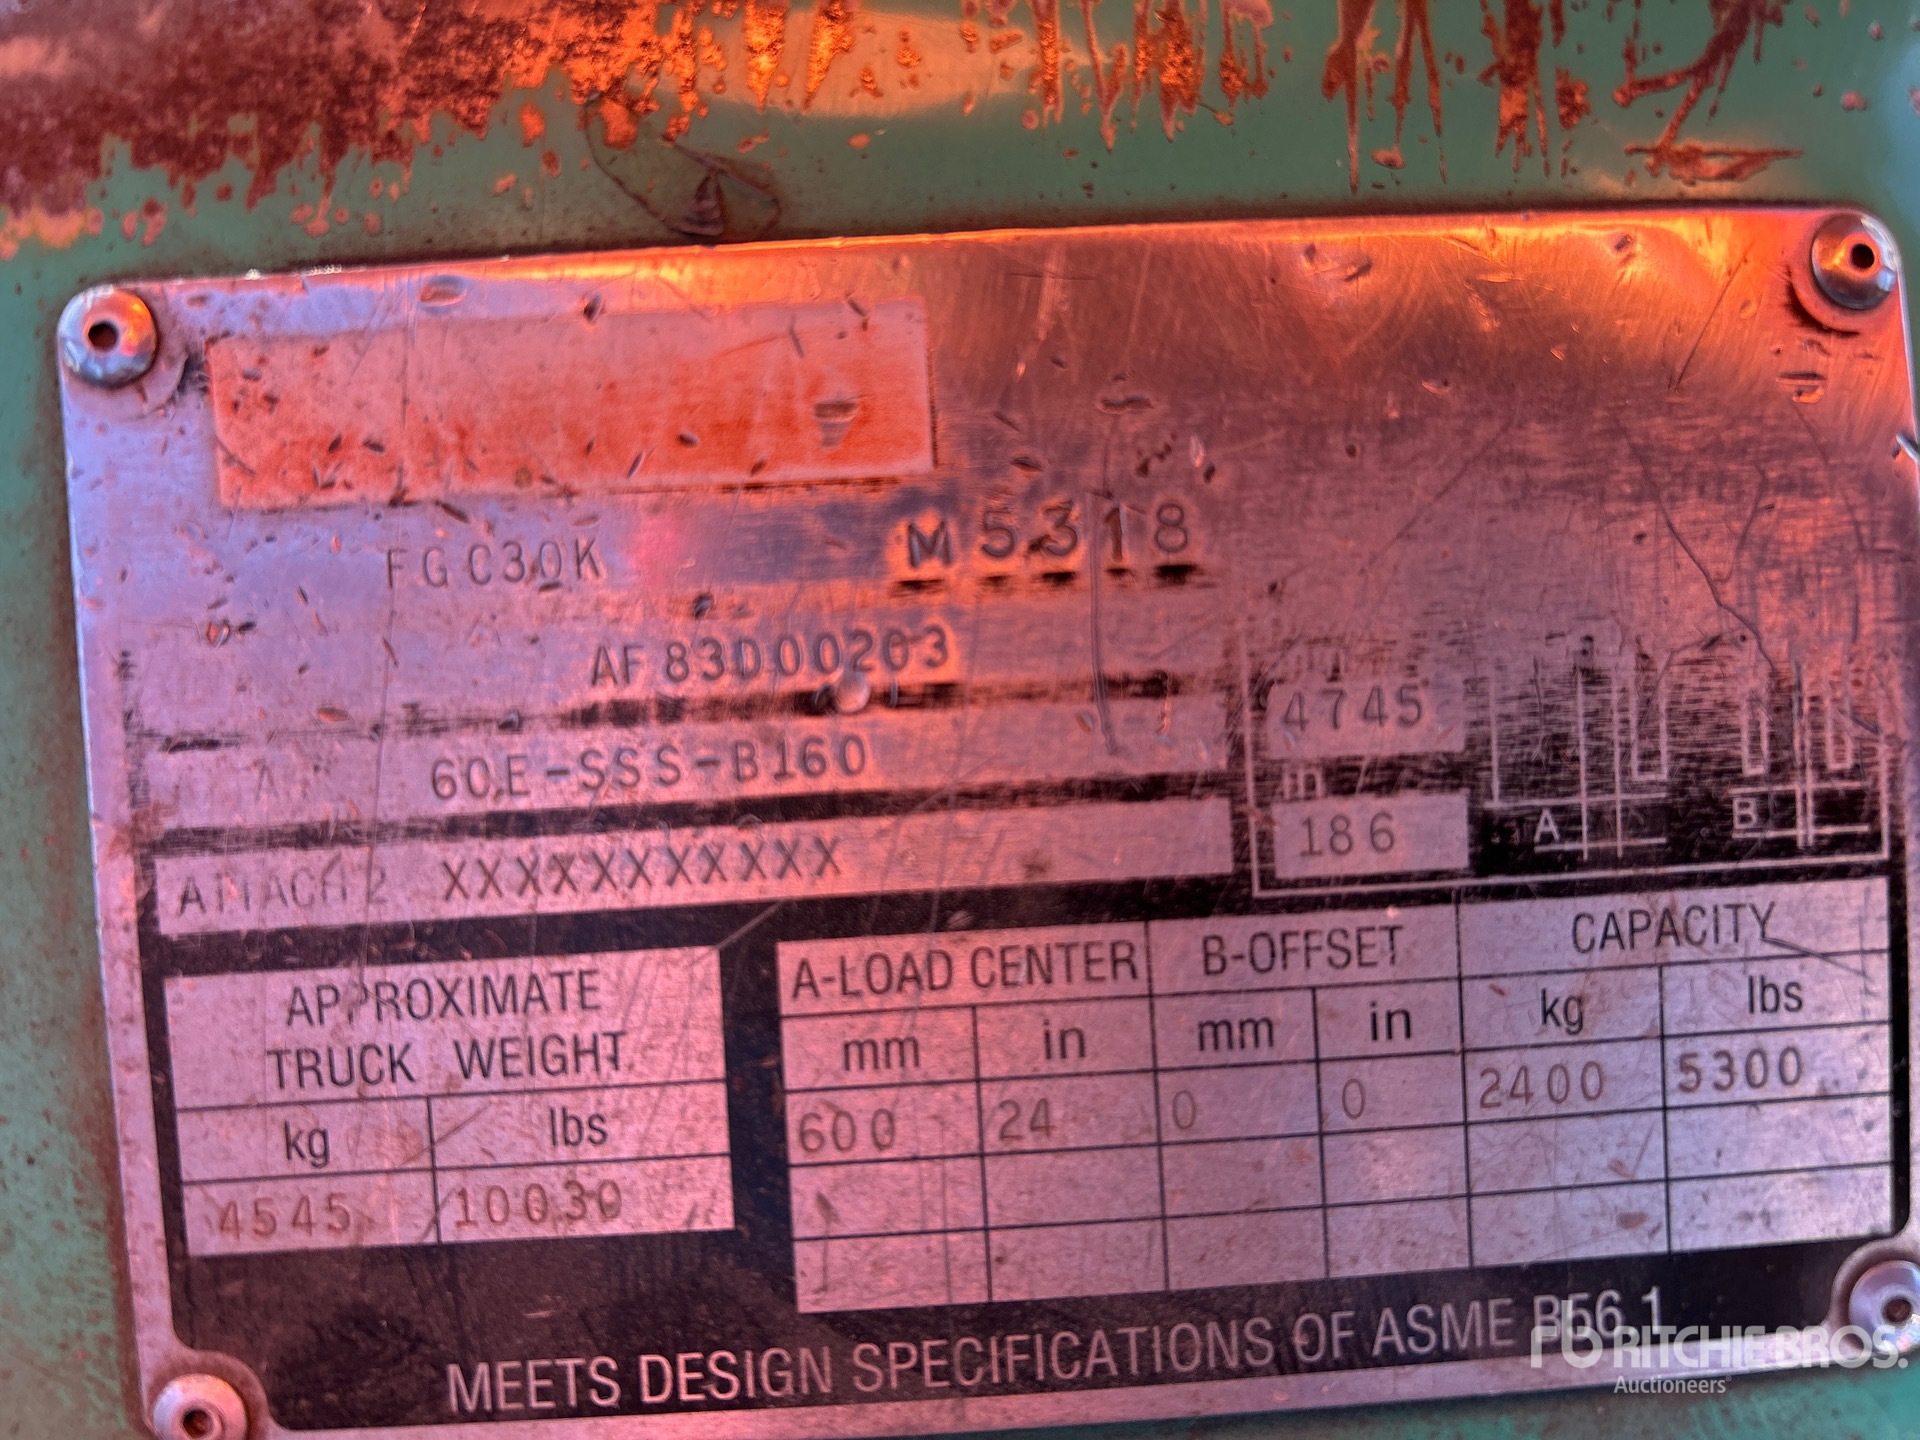 FGC30K M5318
AF83D00203
A 60E-SSS-B160
4745
in
186
A B
ATTACH 2 XXXXXXXXXXX
APPROXIMATE
TRUCK WEIGHT
kg lbs
4545 10030
A-LOAD CENTER B-OFFSET CAPACITY
mm in mm in kg lbs
600 24 0 0 2400 5300
MEETS DESIGN SPECIFICATIONS OF ASME B56.1
rb RITCHIE BROS.
Auctioneers